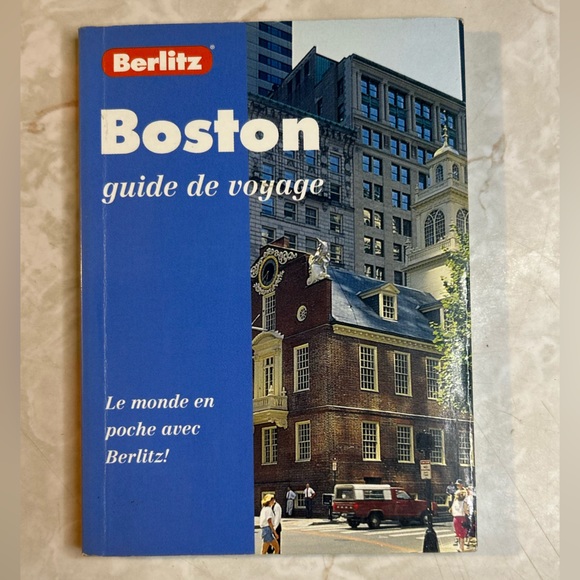 Berlitz®
Boston
guide de voyage
Le monde en
poche avec
Berlitz!